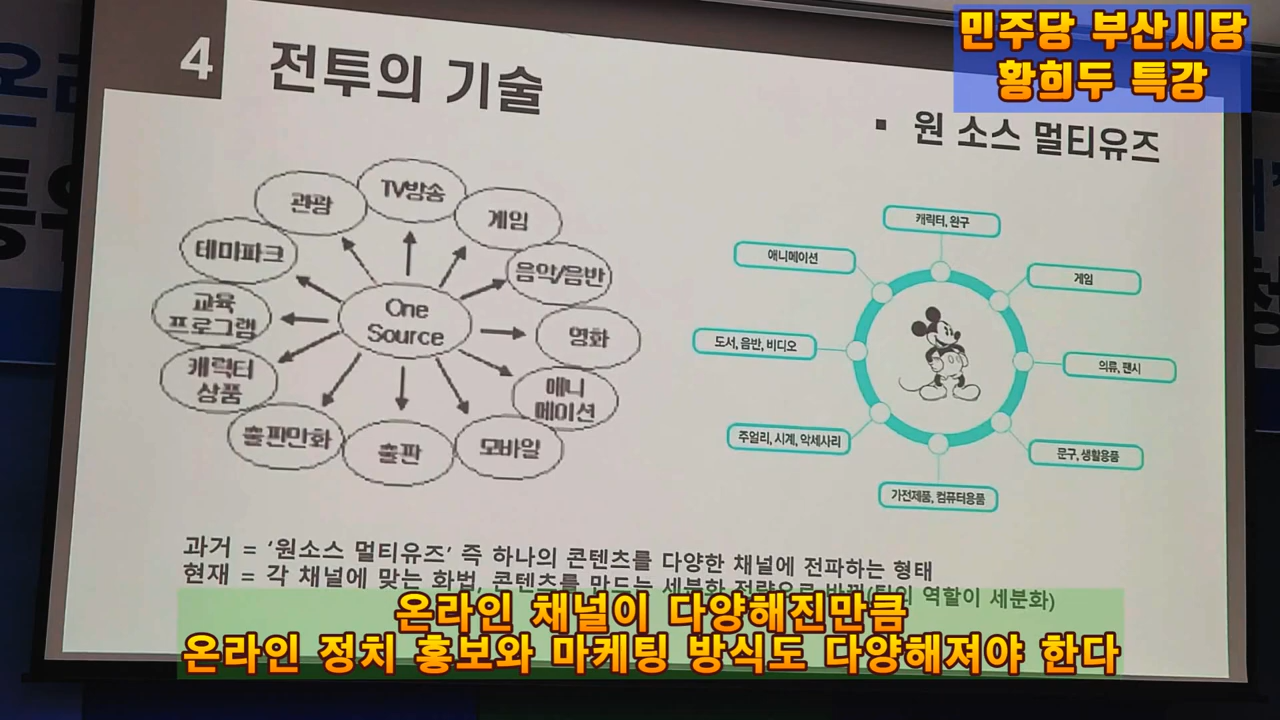 민주당 부산시당
황희두 특강
4 전투의 기술
▪ 원 소스 멀티유즈
TV방송
관광
게임
테마파크
음악/음반
교육
프로그램
One
Source
영화
캐릭터
상품
애니
메이션
출판만화
출판
모바일
캐릭터, 완구
애니메이션
게임
도서, 음반, 비디오
의류, 팬시
주얼리, 시계, 악세사리
문구, 생활용품
가전제품, 컴퓨터용품
과거 = '원소스 멀티유즈' 즉 하나의 콘텐츠를 다양한 채널에 전파하는 형태
현재 = 각 채널에 맞는 화법, 콘텐츠를 만드는 세분화 전략으로 역할이 세분화)
온라인 채널이 다양해진만큼
온라인 정치 홍보와 마케팅 방식도 다양해져야 한다